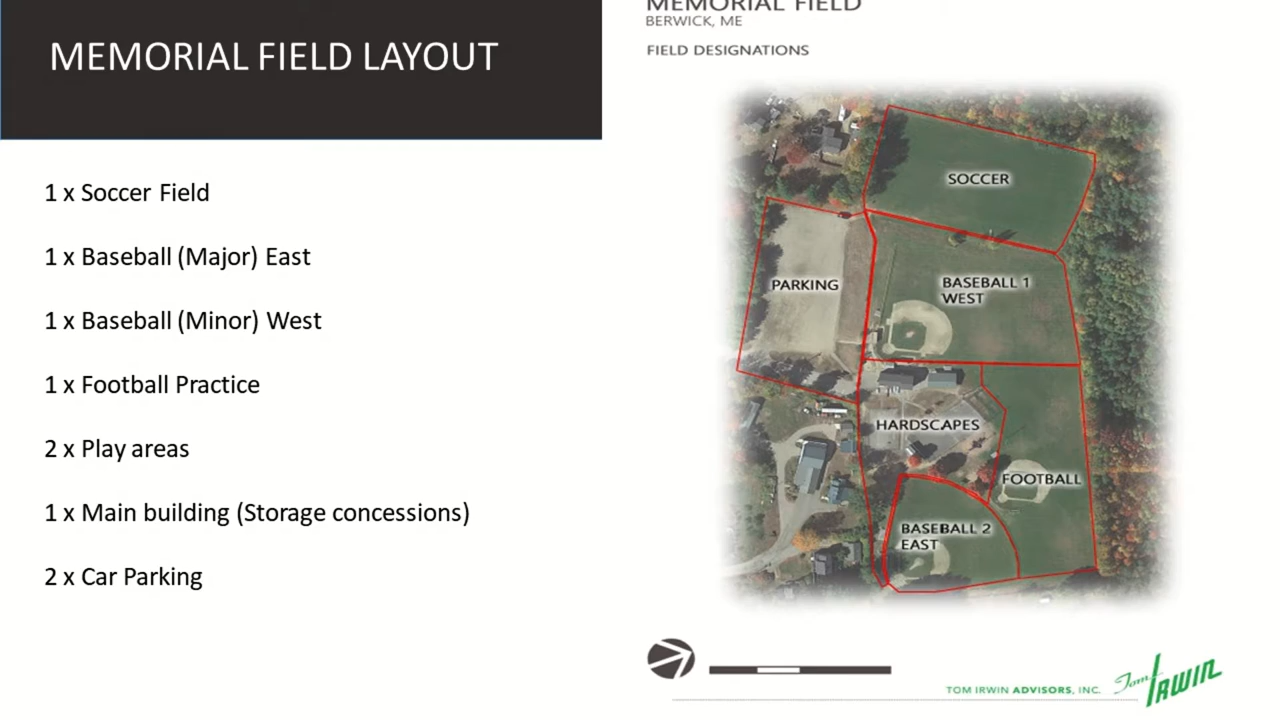 MEMORIAL FIELD LAYOUT
1 x Soccer Field
1 x Baseball (Major) East
1 x Baseball (Minor) West
1 x Football Practice
2 x Play areas
1 x Main building (Storage concessions)
2 x Car Parking
MEMORIAL FIELD
BERWICK, ME
FIELD DESIGNATIONS
SOCCER
PARKING
BASEBALL 1
WEST
HARDSCAPES
FOOTBALL
BASEBALL 2
EAST
TOM IRWIN ADVISORS, INC.
Tom IRWIN